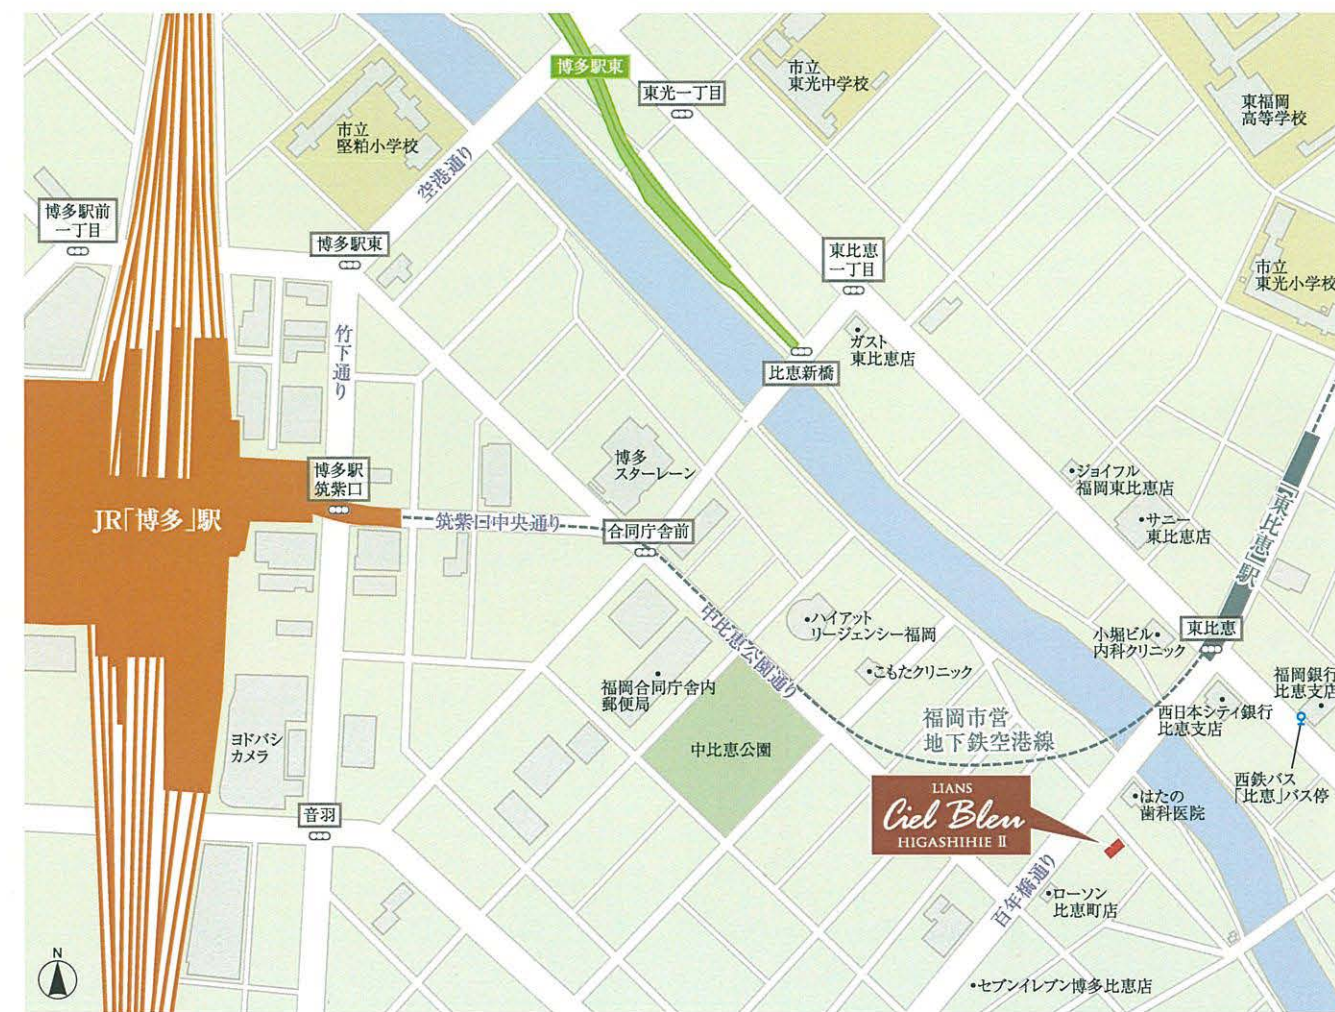 博多駅東
東光一丁目
市立
東光中学校
東福岡
高等学校
市立
堅粕小学校
空港通り
博多駅前
一丁目
博多駅東
東比恵
一丁目
市立
東光小学校
竹下通り
ガスト
東比恵店
比恵新橋
博多
スターレーン
博多駅
筑紫口
ジョイフル
福岡東比恵店
JR「博多」駅
筑紫口中央通り
合同庁舎前
サニー
東比恵店
「東比恵」駅
中比恵公園通り
ハイアット
リージェンシー福岡
小堀ビル
内科クリニック
東比恵
こもたクリニック
福岡合同庁舎内
郵便局
福岡銀行
比恵支店
西日本シティ銀行
比恵支店
福岡市営
地下鉄空港線
ヨドバシ
カメラ
中比恵公園
西鉄バス
「比恵」バス停
LIANS
Ciel Bleu
HIGASHIHIE II
はたの
歯科医院
音羽
百年橋通り
ローソン
比恵町店
N
セブンイレブン博多比恵店